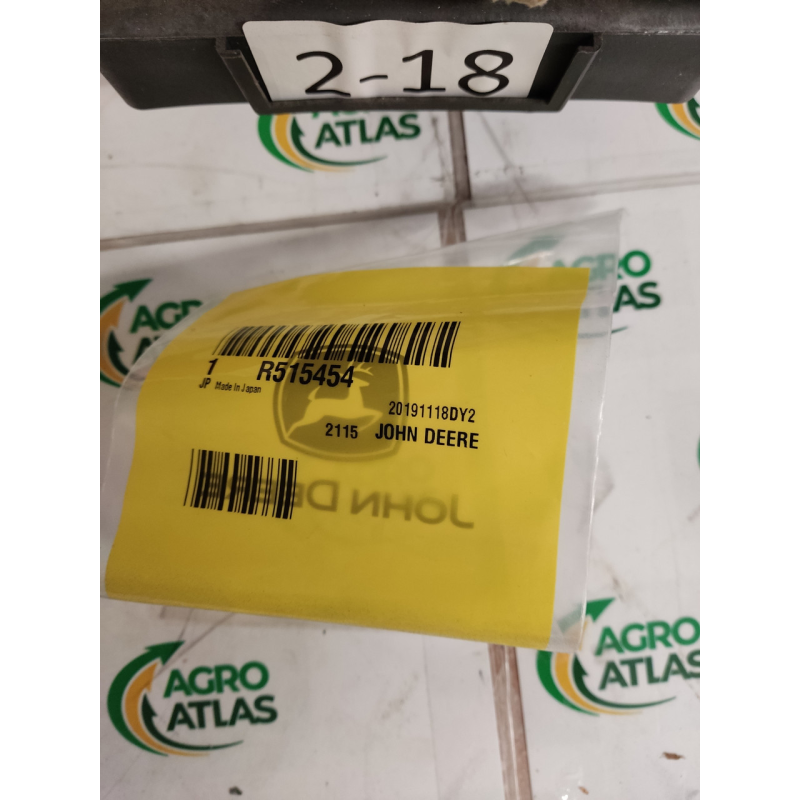 2-18
AGRO
ATLAS
AGRO
ATLAS
AGRO
ATLAS
1 R515454
JP Made In Japan
20191118DY2
2115 JOHN DEERE
JOHN DEERE
AGRO
ATLAS
AGRO
ATLAS